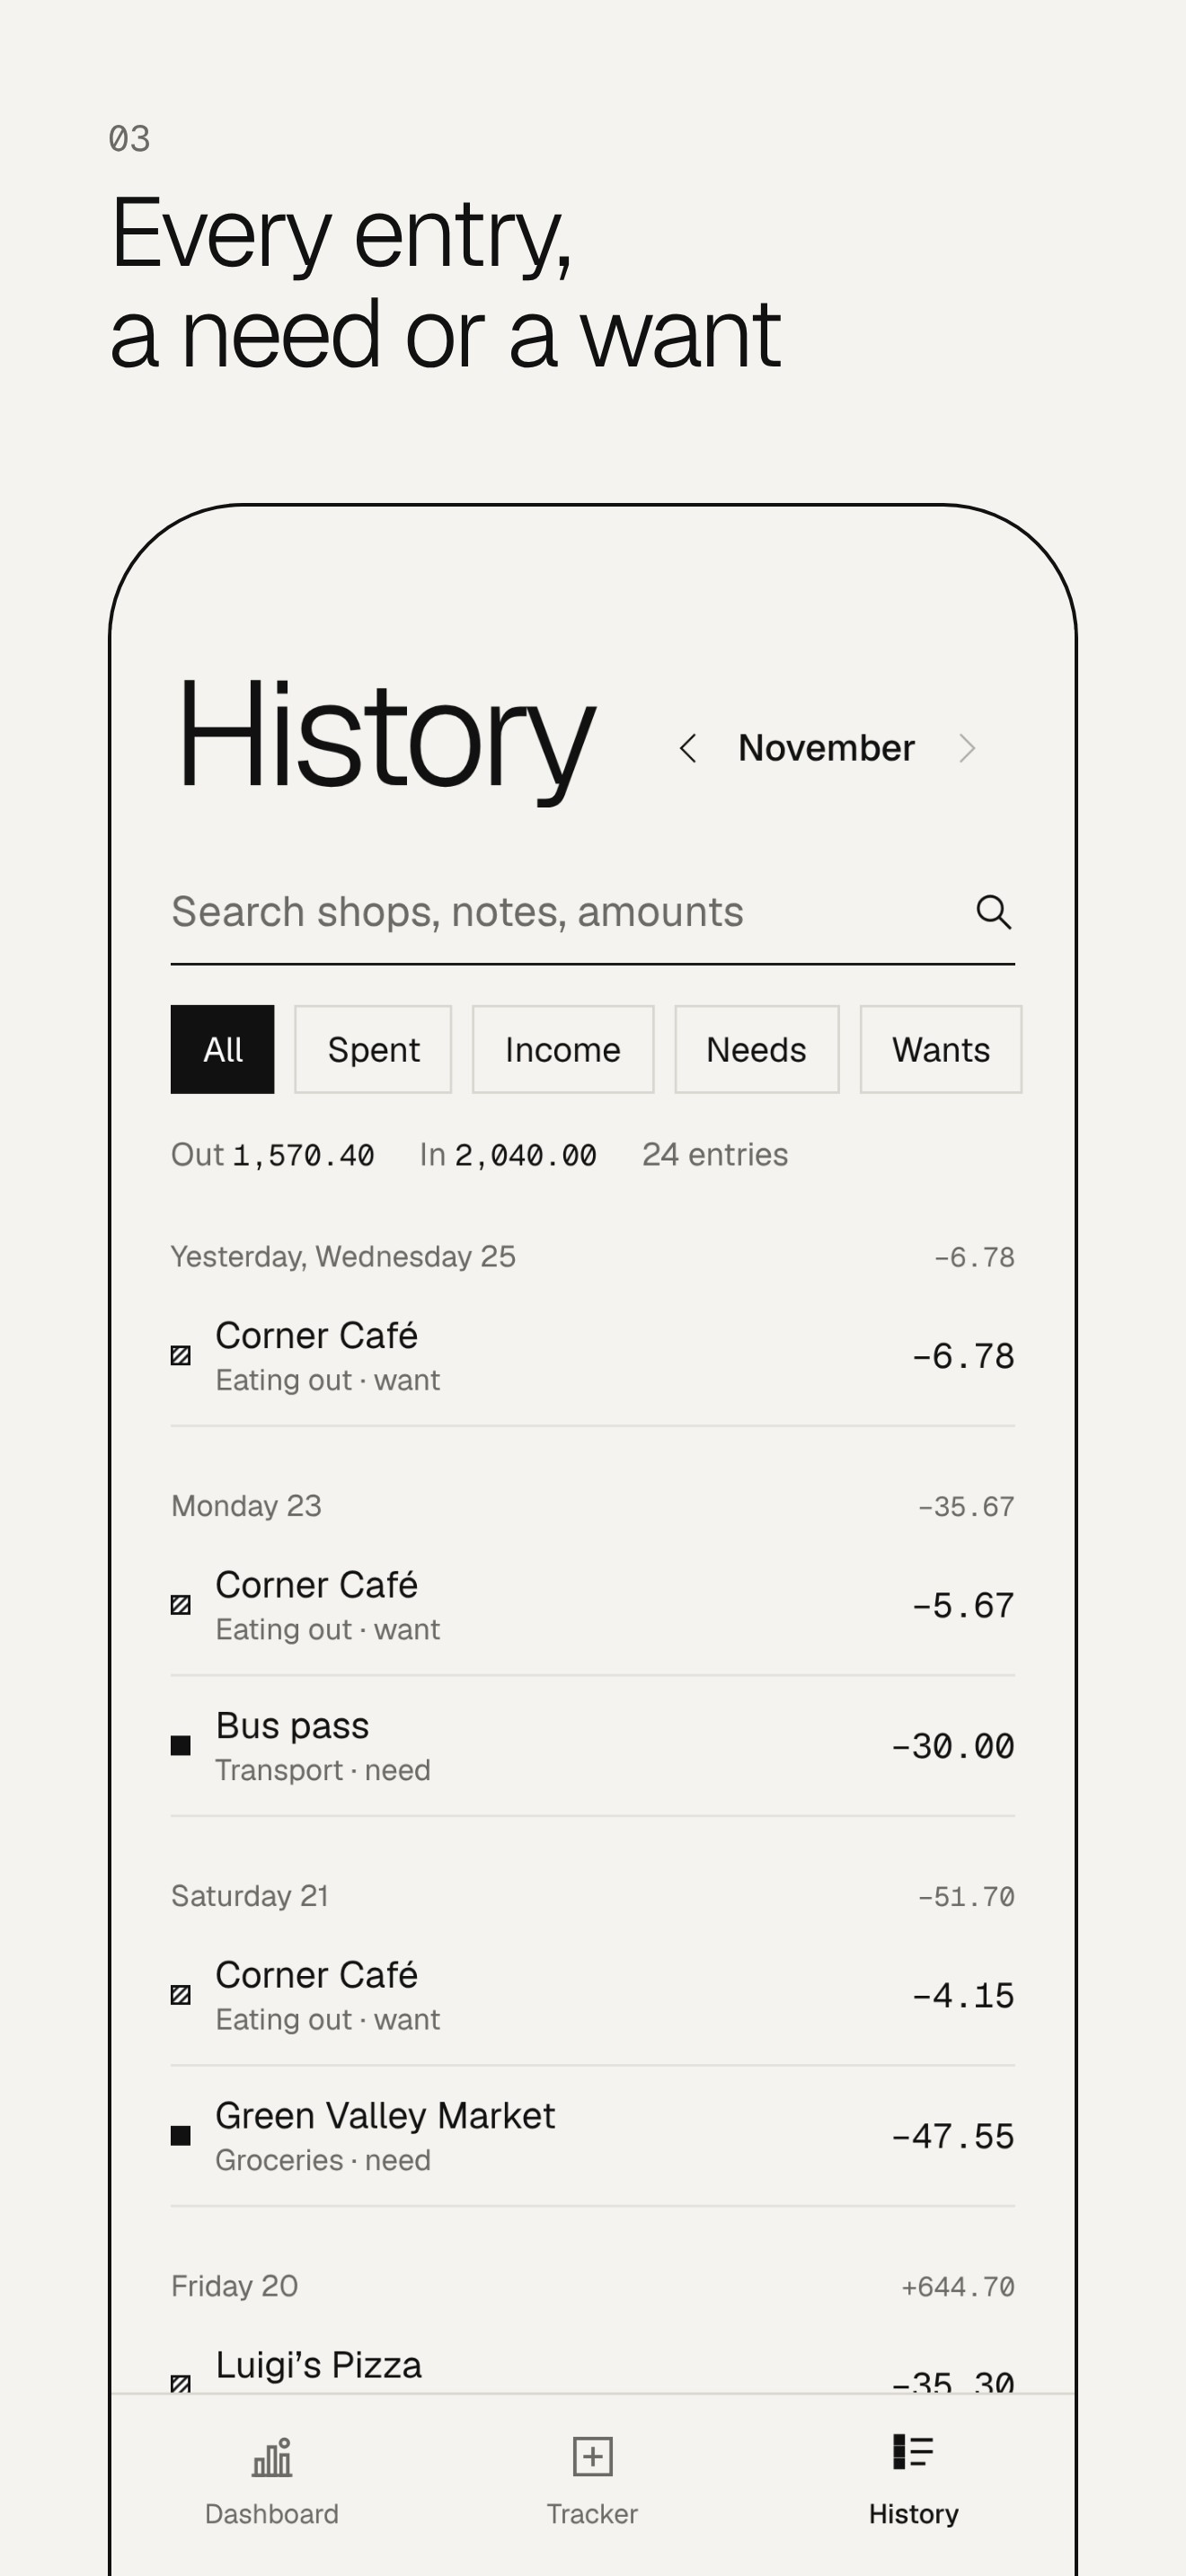 03
Every entry,
a need or a want
History
November
Search shops, notes, amounts
All Spent Income Needs Wants
Out 1,570.40 In 2,040.00 24 entries
Yesterday, Wednesday 25 −6.78
Corner Café
−6.78
Eating out · want
Monday 23 −35.67
Corner Café
−5.67
Eating out · want
Bus pass
−30.00
Transport · need
Saturday 21 −51.70
Corner Café
−4.15
Eating out · want
Green Valley Market
−47.55
Groceries · need
Friday 20 +644.70
Luigi’s Pizza
−35.30
Dashboard Tracker History